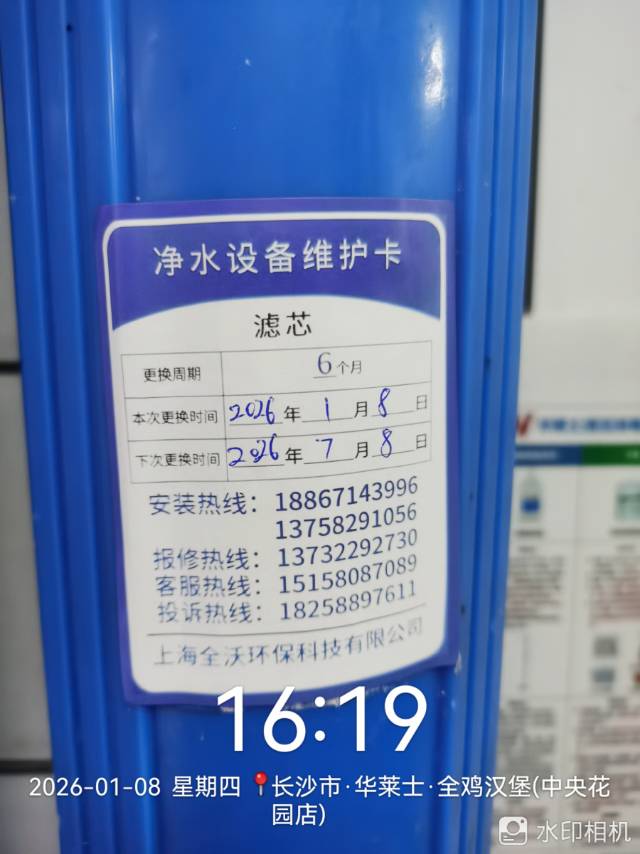 净水设备维护卡
滤芯
更换周期 6个月
本次更换时间 2026年1月8日
下次更换时间 2026年7月8日
安装热线：18867143996
13758291056
报修热线：13732292730
客服热线：15158087089
投诉热线：18258897611
上海全沃环保科技有限公司
16:19
2026-01-08 星期四 📍长沙市·华莱士·全鸡汉堡(中央花
园店)
水印相机